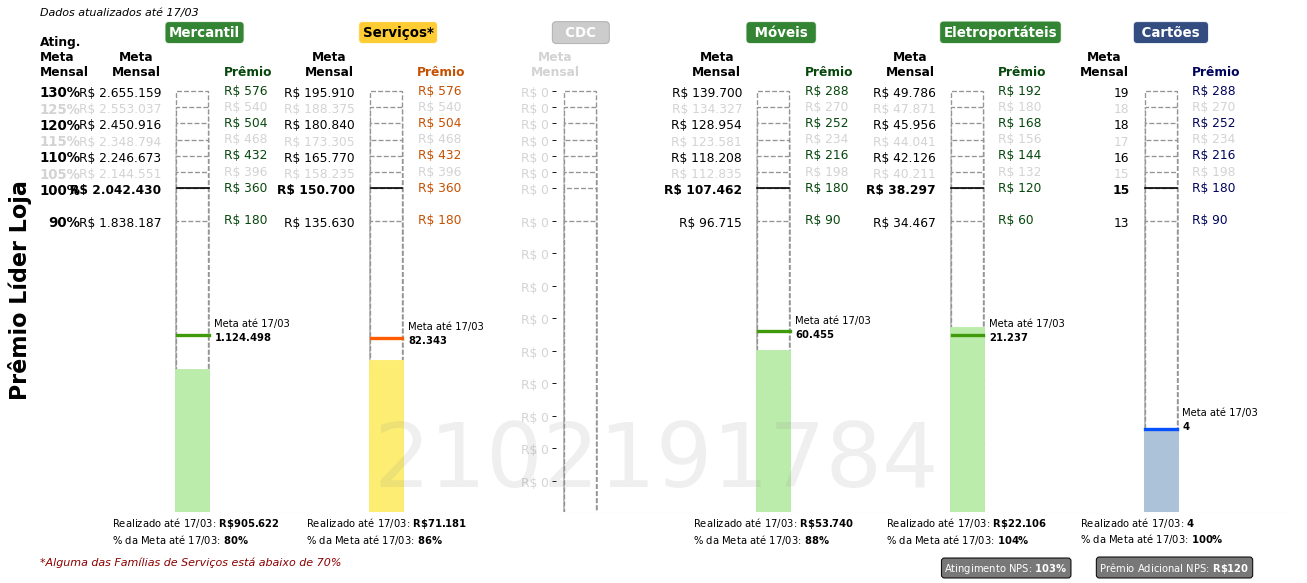 Dados atualizados até 17/03
Mercantil Serviços* CDC Móveis Eletroportáteis Cartões
Ating. Meta Mensal
Meta Mensal Prêmio Meta Mensal Prêmio Meta Mensal Meta Mensal Prêmio Meta Mensal Prêmio Meta Mensal Prêmio
130% R$ 2.655.159 R$ 576 R$ 195.910 R$ 576 R$ 0 R$ 139.700 R$ 288 R$ 49.786 R$ 192 19 R$ 288
125% R$ 2.553.037 R$ 540 R$ 188.375 R$ 540 R$ 0 R$ 134.327 R$ 270 R$ 47.871 R$ 180 18 R$ 270
120% R$ 2.450.916 R$ 504 R$ 180.840 R$ 504 R$ 0 R$ 128.954 R$ 252 R$ 45.956 R$ 168 18 R$ 252
115% R$ 2.348.794 R$ 468 R$ 173.305 R$ 468 R$ 0 R$ 123.581 R$ 234 R$ 44.041 R$ 156 17 R$ 234
110% R$ 2.246.673 R$ 432 R$ 165.770 R$ 432 R$ 0 R$ 118.208 R$ 216 R$ 42.126 R$ 144 16 R$ 216
105% R$ 2.144.551 R$ 396 R$ 158.235 R$ 396 R$ 0 R$ 112.835 R$ 198 R$ 40.211 R$ 132 15 R$ 198
100% R$ 2.042.430 R$ 360 R$ 150.700 R$ 360 R$ 0 R$ 107.462 R$ 180 R$ 38.297 R$ 120 15 R$ 180
90% R$ 1.838.187 R$ 180 R$ 135.630 R$ 180 R$ 0 R$ 96.715 R$ 90 R$ 34.467 R$ 60 13 R$ 90
R$ 0
R$ 0
R$ 0
R$ 0
R$ 0
R$ 0
R$ 0
R$ 0
Prêmio Líder Loja
Meta até 17/03 Meta até 17/03 Meta até 17/03 Meta até 17/03 Meta até 17/03
1.124.498 82.343 60.455 21.237 4
2102191784
Realizado até 17/03: R$905.622 Realizado até 17/03: R$71.181 Realizado até 17/03: R$53.740 Realizado até 17/03: R$22.106 Realizado até 17/03: 4
% da Meta até 17/03: 80% % da Meta até 17/03: 86% % da Meta até 17/03: 88% % da Meta até 17/03: 104% % da Meta até 17/03: 100%
*Alguma das Famílias de Serviços está abaixo de 70%
Atingimento NPS: 103% Prêmio Adicional NPS: R$120